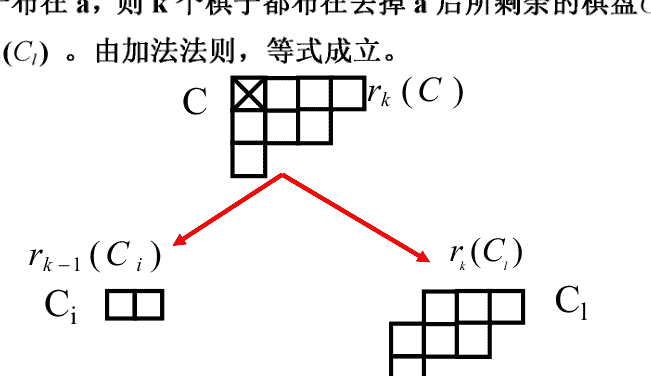 布在 a，则 k 个棋子都布在去掉 a 后所剩余的棋盘
(Cₗ) 。由加法法则，等式成立。
C rₖ ( C )
rₖ₋₁ ( C ᵢ ) rₖ(Cₗ)
Cᵢ Cₗ